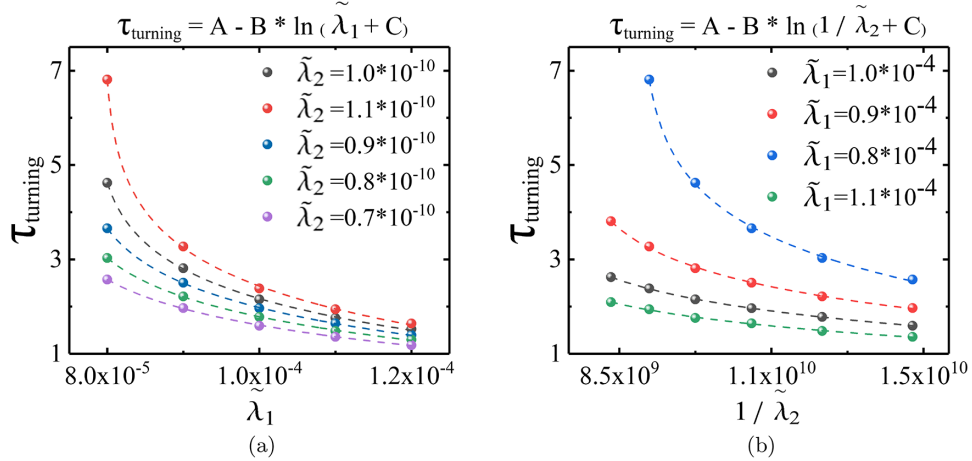 τturning = A - B * ln ( λ̃1 + C)
7
5
3
1
τturning
λ̃2=1.0*10-10
λ̃2=1.1*10-10
λ̃2=0.9*10-10
λ̃2=0.8*10-10
λ̃2=0.7*10-10
8.0x10-5 1.0x10-4 1.2x10-4
λ̃1
(a)
τturning = A - B * ln (1 / λ̃2+ C)
7
5
3
1
τturning
λ̃1=1.0*10-4
λ̃1=0.9*10-4
λ̃1=0.8*10-4
λ̃1=1.1*10-4
8.5x109 1.1x1010 1.5x1010
1 / λ̃2
(b)